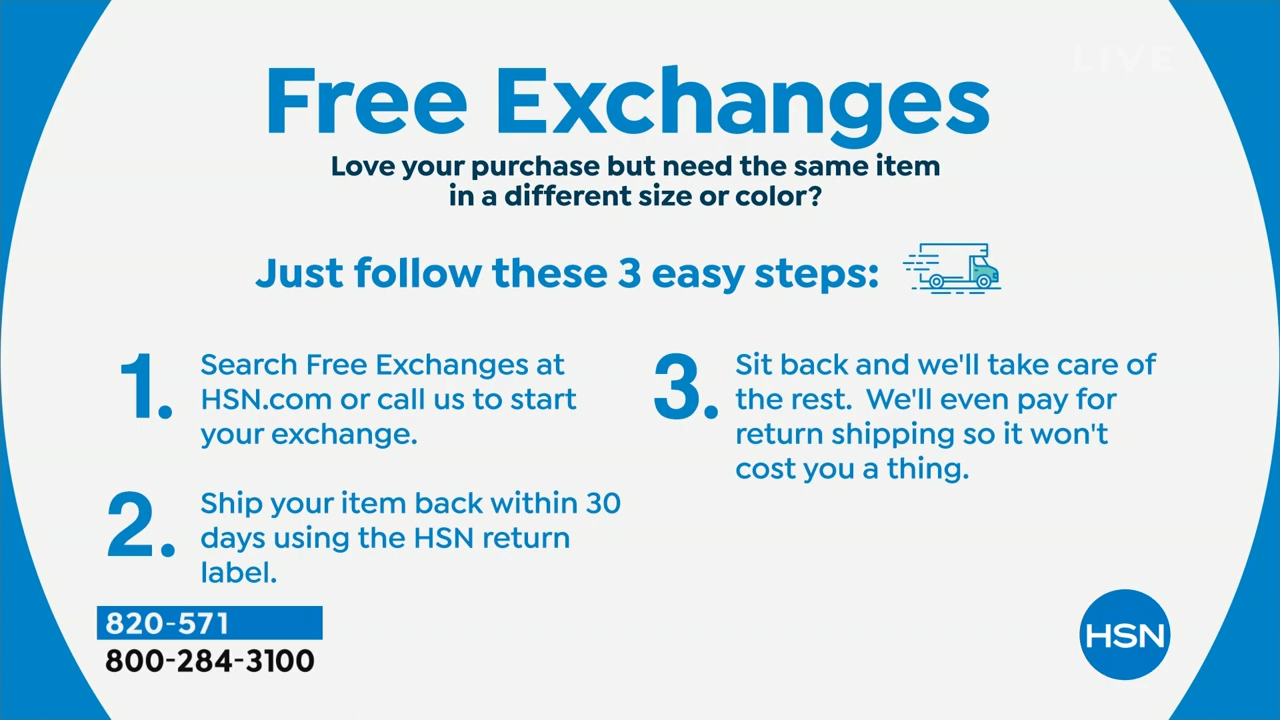 LIVE
Free Exchanges
Love your purchase but need the same item
in a different size or color?
Just follow these 3 easy steps:
1. Search Free Exchanges at
HSN.com or call us to start
your exchange.
2. Ship your item back within 30
days using the HSN return
label.
3. Sit back and we'll take care of
the rest. We'll even pay for
return shipping so it won't
cost you a thing.
820-571
800-284-3100
HSN